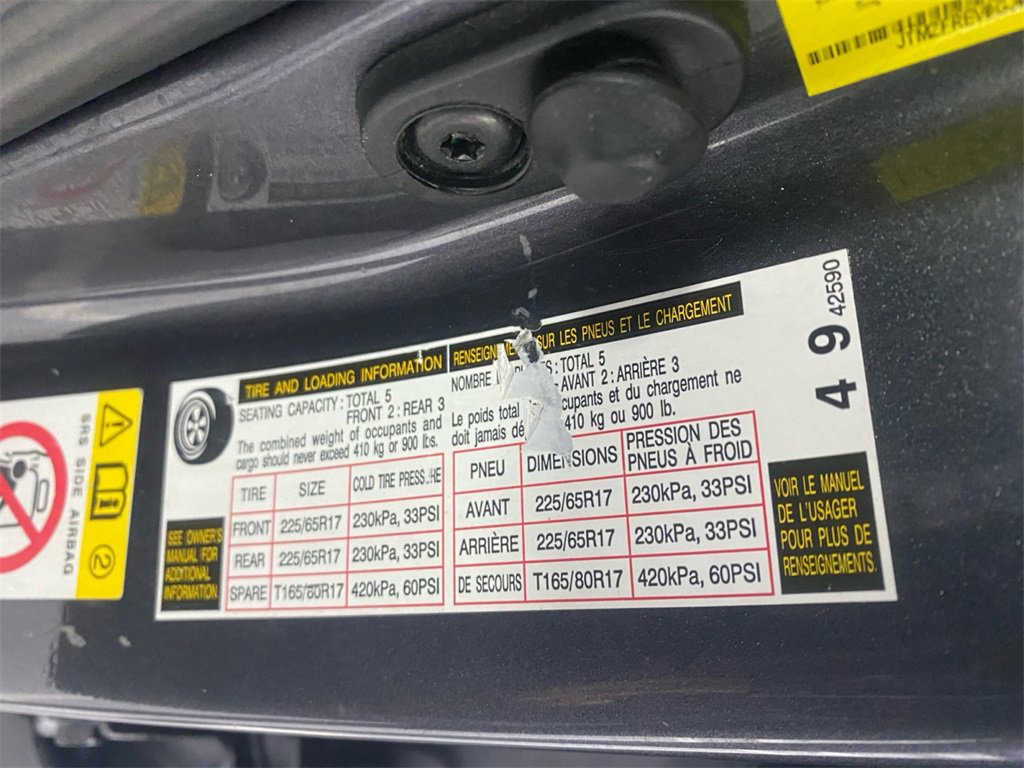 JTMZFREV
TIRE AND LOADING INFORMATION
SEATING CAPACITY: TOTAL 5
FRONT 2: REAR 3
The combined weight of occupants and
cargo should never exceed 410 kg or 900 lbs.
TIRE SIZE COLD TIRE
FRONT 225/65R17 230kPa, 33PSI
REAR 225/65R17 230kPa, 33PSI
SPARE T165/80R17 420kPa, 60PSI
SEE OWNER'S
MANUAL FOR
ADDITIONAL
INFORMATION
SUR LES PNEUS ET LE CHARGEMENT
NOMBRE : TOTAL 5
AVANT 2: ARRIÈRE 3
Le poids total et du chargement ne
doit jamais 410 kg ou 900 lb.
PNEU DIMENSIONS PRESSION DES
PNEUS À FROID
AVANT 225/65R17 230kPa, 33PSI
ARRIÈRE 225/65R17 230kPa, 33PSI
DE SECOURS T165/80R17 420kPa, 60PSI
VOIR LE MANUEL
DE L'USAGER
POUR PLUS DE
RENSEIGNEMENTS.
4 9 42590
SRS SIDE AIRBAG
2